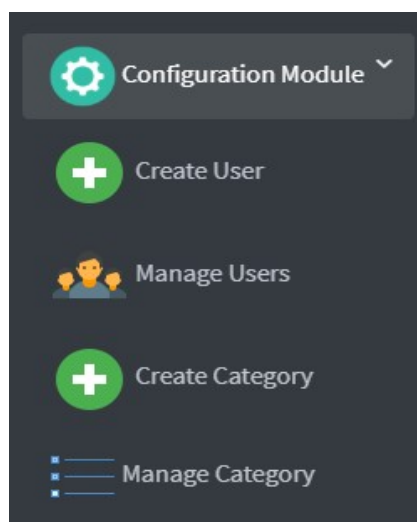 Configuration Module
Create User
Manage Users
Create Category
Manage Category